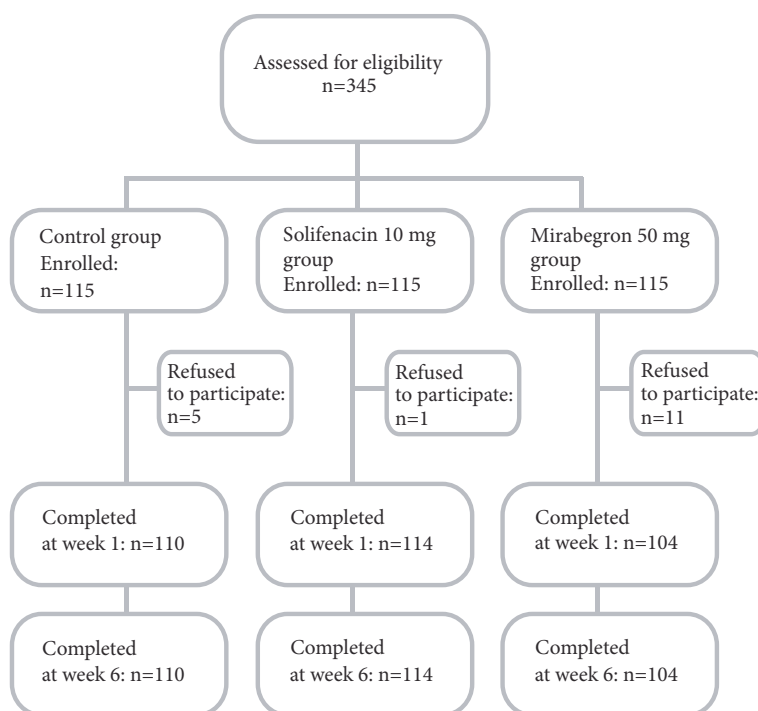 Assessed for eligibility
n=345
Control group
Enrolled:
n=115
Solifenacin 10 mg
group
Enrolled: n=115
Mirabegron 50 mg
group
Enrolled: n=115
Refused
to participate:
n=5
Refused
to participate:
n=1
Refused
to participate:
n=11
Completed
at week 1: n=110
Completed
at week 1: n=114
Completed
at week 1: n=104
Completed
at week 6: n=110
Completed
at week 6: n=114
Completed
at week 6: n=104